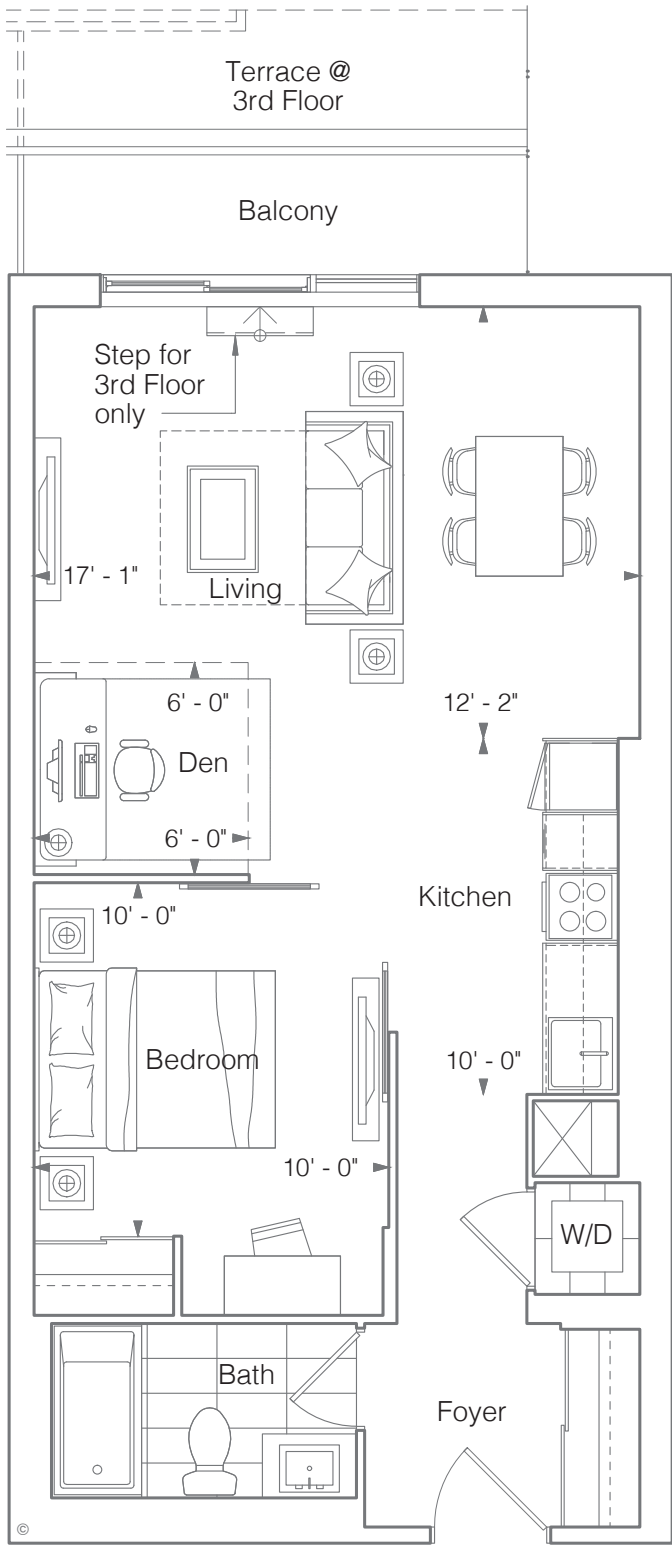 Terrace @
3rd Floor
Balcony
Step for
3rd Floor
only
17' - 1"
Living
6' - 0"
12' - 2"
Den
6' - 0"
Kitchen
10' - 0"
Bedroom
10' - 0"
10' - 0"
W/D
Bath
Foyer
©